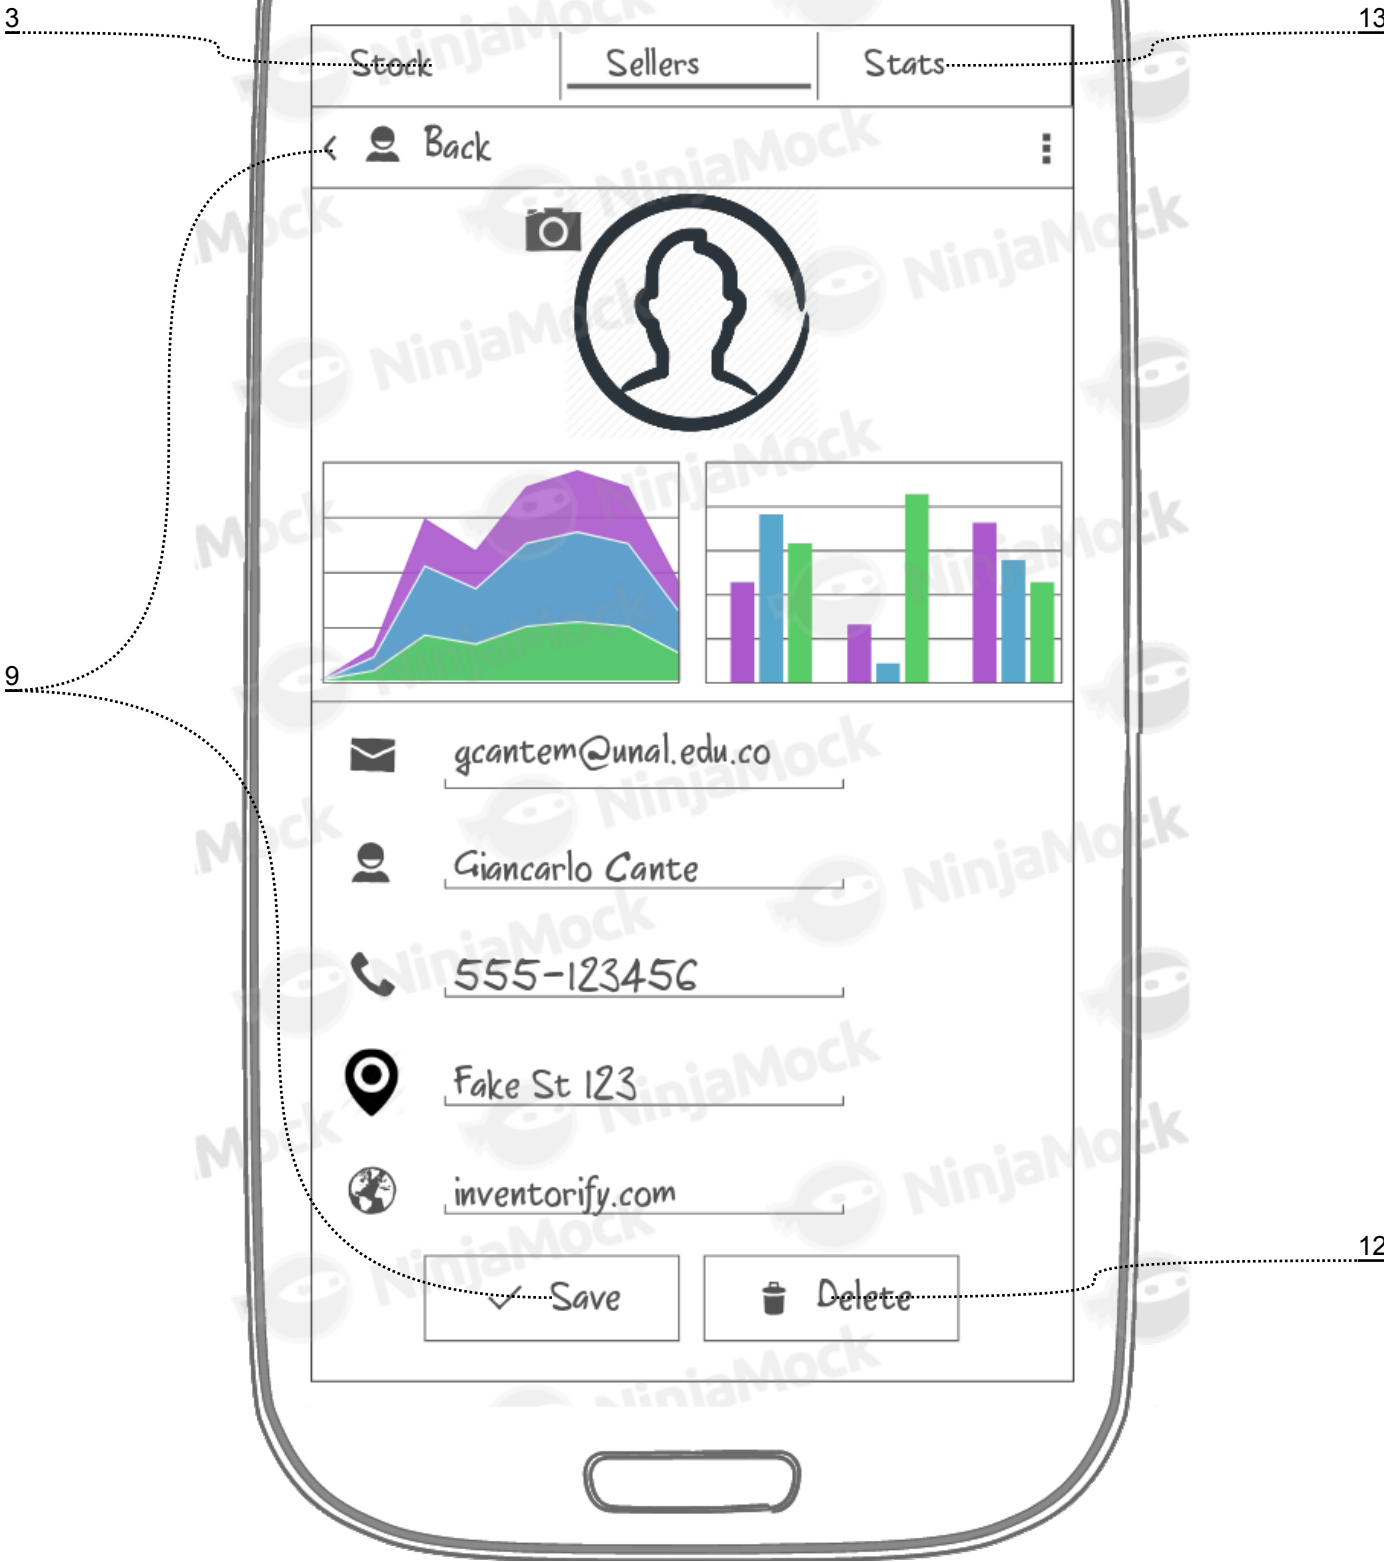 3
13
Stock Sellers Stats
Back
9
gcantem@unal.edu.co
Giancarlo Cante
555-123456
Fake St 123
inventorify.com
12
Save Delete
NinjaMock